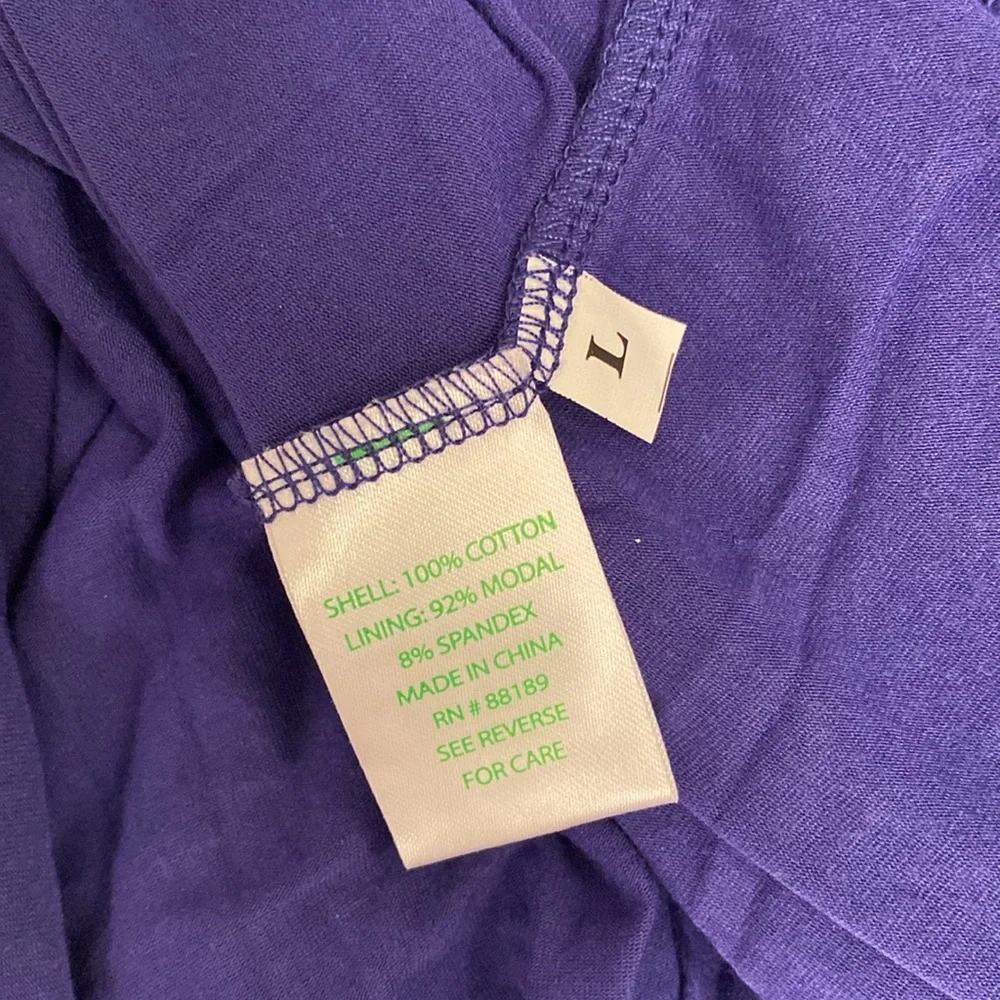 L
SHELL: 100% COTTON
LINING: 92% MODAL
8% SPANDEX
MADE IN CHINA
RN # 88189
SEE REVERSE
FOR CARE